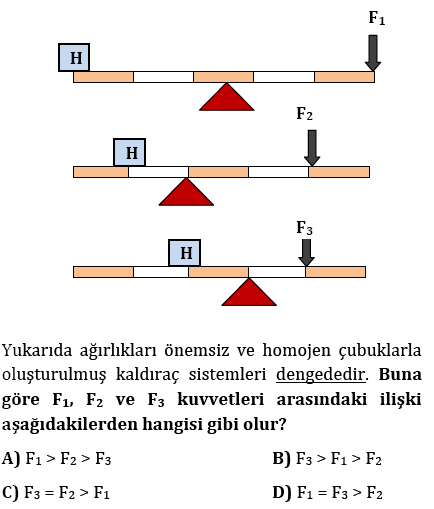 F₁
H
F₂
H
F₃
H
Yukarıda ağırlıkları önemsiz ve homojen çubuklarla
oluşturulmuş kaldıraç sistemleri dengededir. Buna
göre F₁, F₂ ve F₃ kuvvetleri arasındaki ilişki
aşağıdakilerden hangisi gibi olur?
A) F₁ > F₂ > F₃ B) F₃ > F₁ > F₂
C) F₃ = F₂ > F₁ D) F₁ = F₃ > F₂